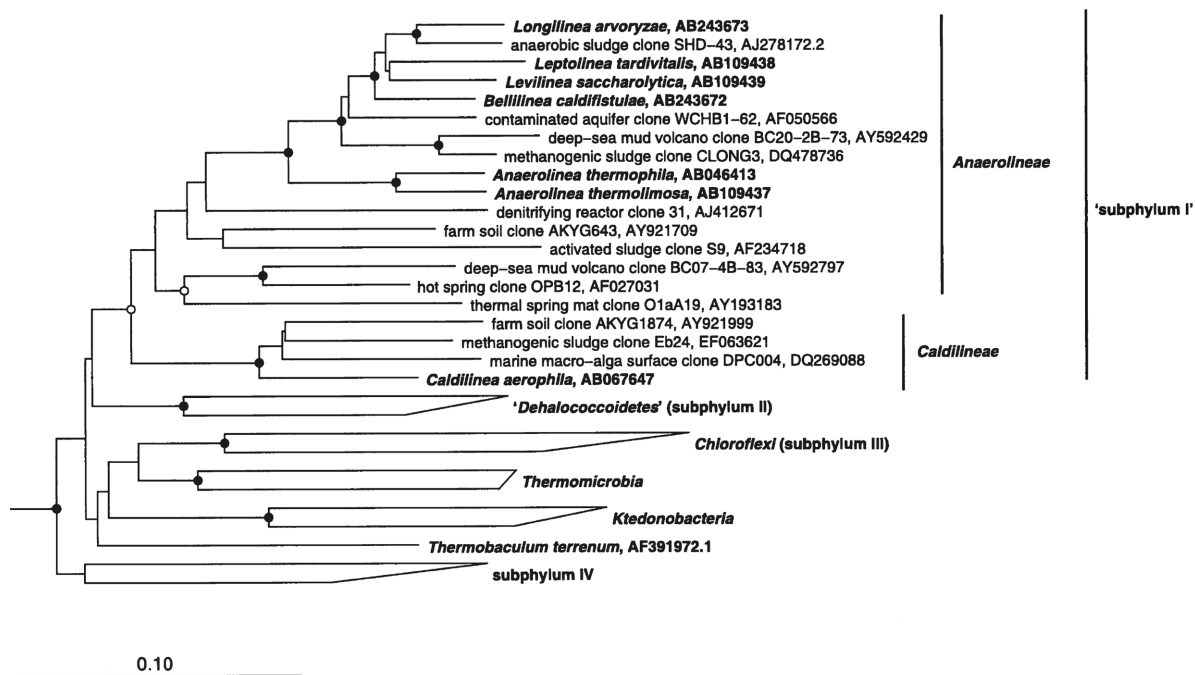 Longilinea arvoryzae, AB243673
anaerobic sludge clone SHD–43, AJ278172.2
Leptolinea tardivitalis, AB109438
Levilinea saccharolytica, AB109439
Bellilinea caldifistulae, AB243672
contaminated aquifer clone WCHB1–62, AF050566
deep–sea mud volcano clone BC20–2B–73, AY592429
methanogenic sludge clone CLONG3, DQ478736
Anaerolineae
Anaerolinea thermophila, AB046413
Anaerolinea thermolimosa, AB109437
denitrifying reactor clone 31, AJ412671
'subphylum I'
farm soil clone AKYG643, AY921709
activated sludge clone S9, AF234718
deep–sea mud volcano clone BC07–4B–83, AY592797
hot spring clone OPB12, AF027031
thermal spring mat clone O1aA19, AY193183
farm soil clone AKYG1874, AY921999
methanogenic sludge clone Eb24, EF063621
Caldilineae
marine macro–alga surface clone DPC004, DQ269088
Caldilinea aerophila, AB067647
'Dehalococcoidetes' (subphylum II)
Chloroflexi (subphylum III)
Thermomicrobia
Ktedonobacteria
Thermobaculum terrenum, AF391972.1
subphylum IV
0.10